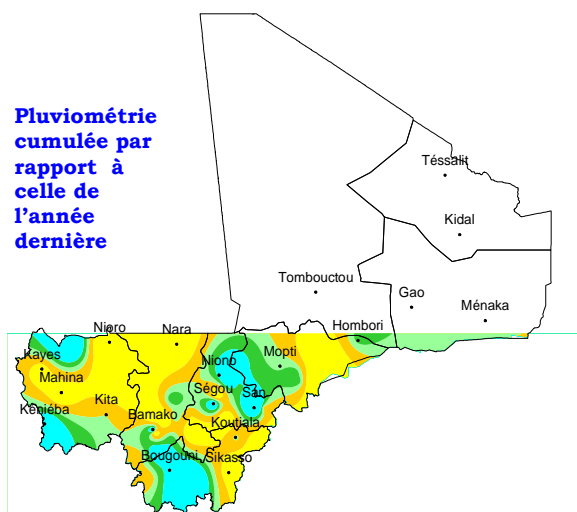 Pluviométrie
cumulée par
rapport à
celle de
l'année
dernière
Téssalit
Kidal
Tombouctou
Gao
Ménaka
Hombori
Nioro
Nara
Kayes
Niono
Mopti
Mahina
Ségou
San
Kita
Kéniéba
Bamako
Koutiala
Bougouni
Sikasso